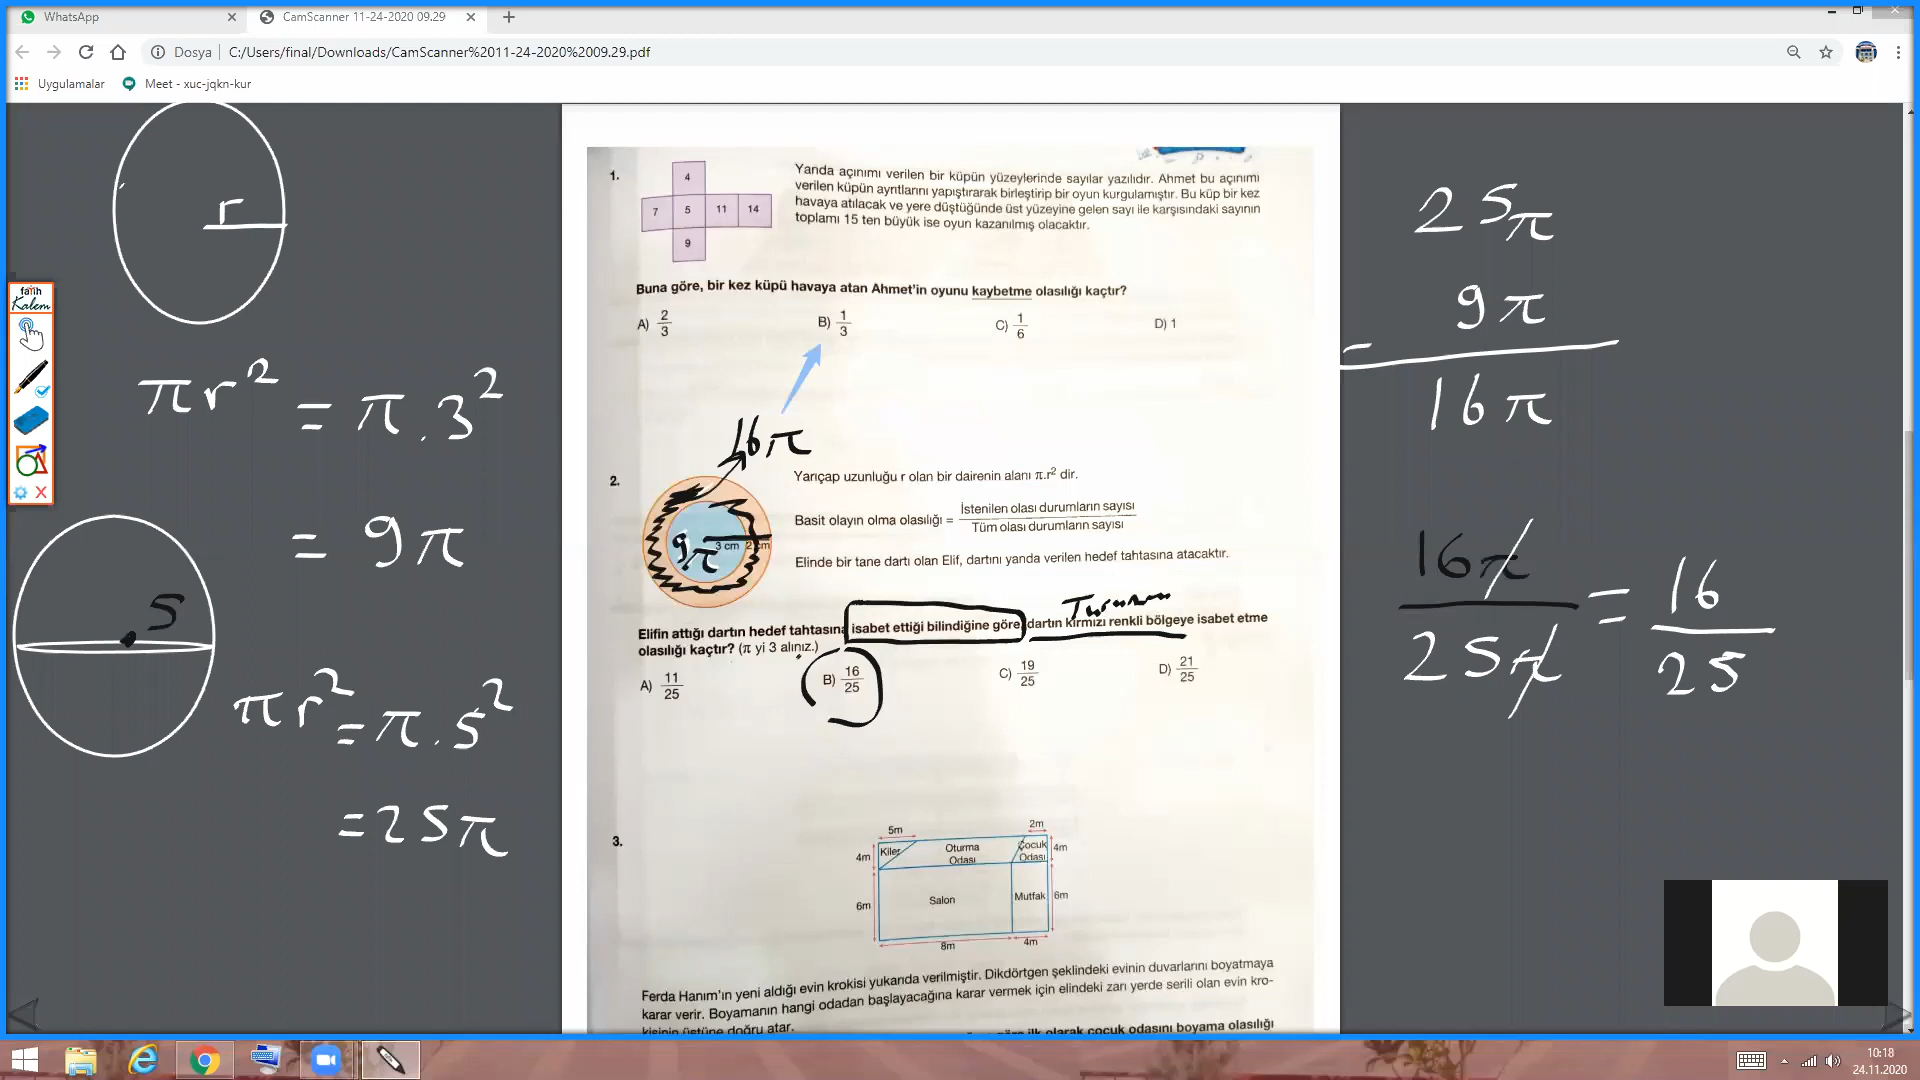 WhatsApp
CamScanner 11-24-2020 09.29
Dosya
C:/Users/final/Downloads/CamScanner%2011-24-2020%2009.29.pdf
Uygulamalar
Meet - xuc-jqkn-kur
fatih
Kalem
r
πr² = π.3²
= 9π
5
πr² = π.5²
= 25π
1.
4
7 5 11 14
9
Yanda açınımı verilen bir küpün yüzeylerinde sayılar yazılıdır. Ahmet bu açınımı
verilen küpün ayrıtlarını yapıştırarak birleştirip bir oyun kurgulamıştır. Bu küp bir kez
havaya atılacak ve yere düştüğünde üst yüzeyine gelen sayı ile karşısındaki sayının
toplamı 15 ten büyük ise oyun kazanılmış olacaktır.
Buna göre, bir kez küpü havaya atan Ahmet'in oyunu kaybetme olasılığı kaçtır?
A) 2/3 B) 1/3 C) 1/6 D) 1
16π
2.
9π
3 cm 2 cm
Yarıçap uzunluğu r olan bir dairenin alanı π.r² dir.
Basit olayın olma olasılığı = İstenilen olası durumların sayısı / Tüm olası durumların sayısı
Elinde bir tane dartı olan Elif, dartını yanda verilen hedef tahtasına atacaktır.
Elifin attığı dartın hedef tahtasına isabet ettiği bilindiğine göre, dartın kırmızı renkli bölgeye isabet etme
olasılığı kaçtır? (π yi 3 alınız.)
A) 11/25 B) 16/25 C) 19/25 D) 21/25
3.
5m 2m
4m Kiler Oturma Odası Çocuk Odası 4m
6m Salon Mutfak 6m
8m 4m
Ferda Hanım'ın yeni aldığı evin krokisi yukarıda verilmiştir. Dikdörtgen şeklindeki evinin duvarlarını boyatmaya
karar verir. Boyamanın hangi odadan başlayacağına karar vermek için elindeki zarı yerde serili olan evin kro-
kisinin üstüne doğru atar.
göre ilk olarak çocuk odasını boyama olasılığı
25π
- 9π
16π
16π/25π = 16/25
10:18
24.11.2020